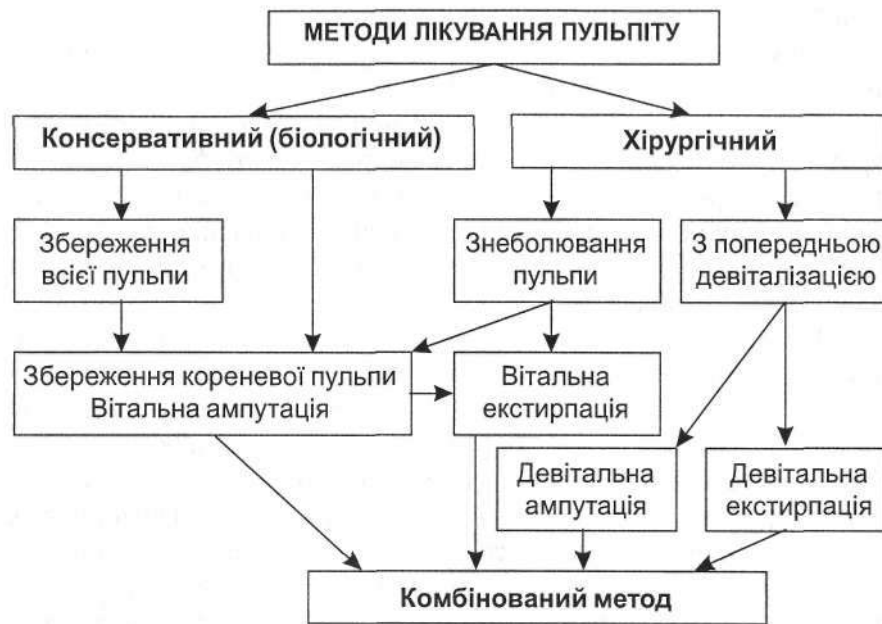 МЕТОДИ ЛІКУВАННЯ ПУЛЬПІТУ
Консервативний (біологічний)
Хірургічний
Збереження
всієї пульпи
Знеболювання
пульпи
З попередньою
девіталізацією
Збереження кореневої пульпи
Вітальна ампутація
Вітальна
екстирпація
Девітальна
ампутація
Девітальна
екстирпація
Комбінований метод